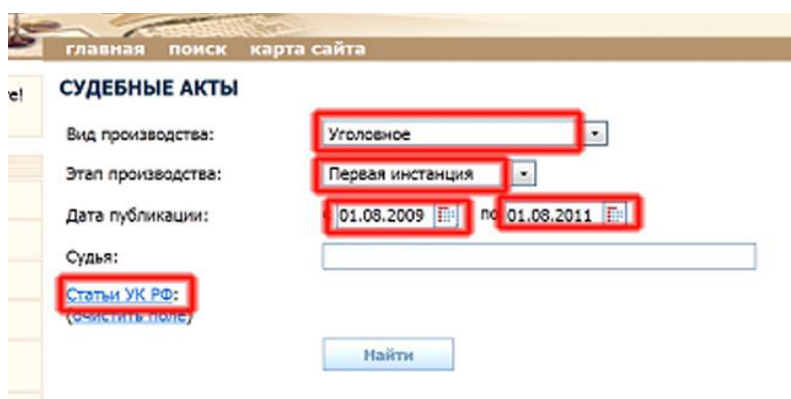 главная поиск карта сайта
re!
СУДЕБНЫЕ АКТЫ
Вид производства: Уголовное
Этап производства: Первая инстанция
Дата публикации: с 01.08.2009 по 01.08.2011
Судья:
Статьи УК РФ:
(очистить поле)
Найти